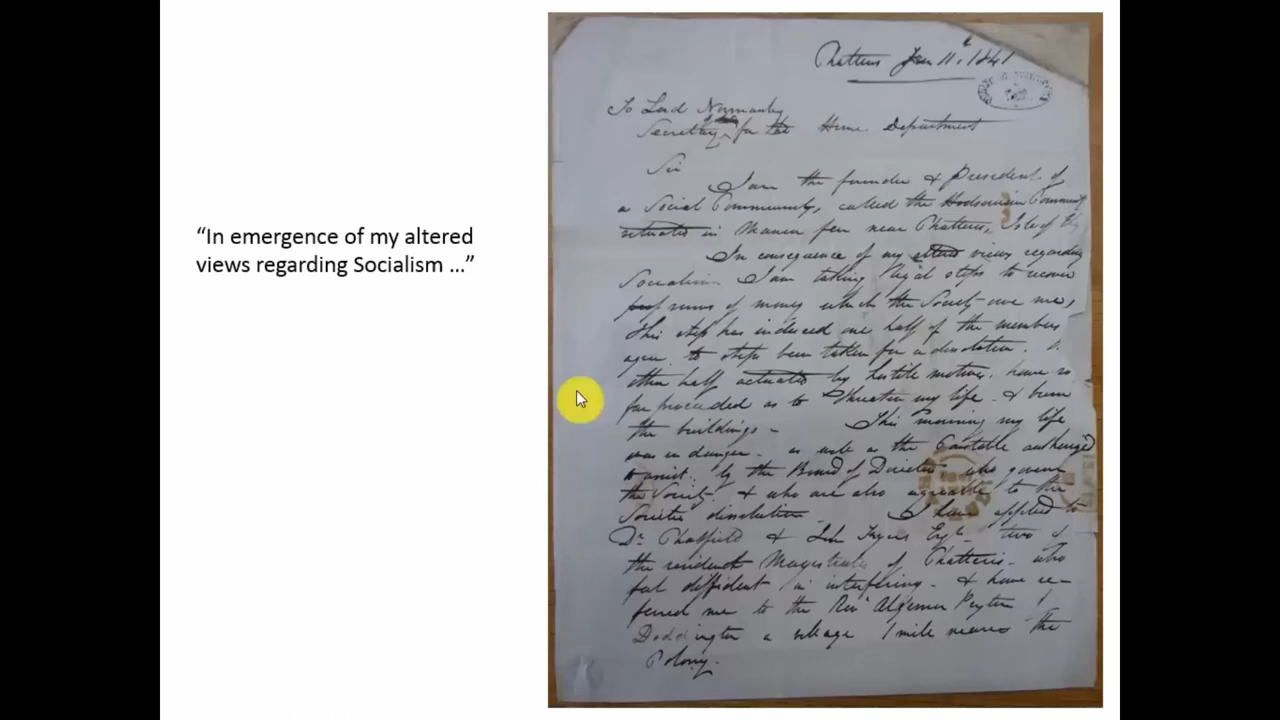 “In emergence of my altered
views regarding Socialism ...”
Chatteris Jan 11th 1841
To Lord Normanby
Secretary for the Home Department
Sir
I am the founder & President of
a Social Community, called the Hodsonian Community
situated in Manea fen near Chatteris, Isle of Ely
In consequence of my altered views regarding
Socialism I am taking legal steps to recover
sums of money which the Society owe me,
this step has induced one half of the members
agree to steps been taken for a disolution.
other half actuated by hostile motives, have so
far proceeded as to threaten my life & burn
the buildings - This morning my life
was in danger. as well as the Constable authorized
to assist. by the Board of Directors who govern
the Society. & who are also agreeable to the
Societies dissolution. I have applied to
Dr. Chatfield & Esqr. two of
the resident Magistrates of Chatteris - who
feel diffident in interfering - & have re-
ferred me to the Revd Algernon Peyton
Doddington a village 1 mile nearer the
Colony.